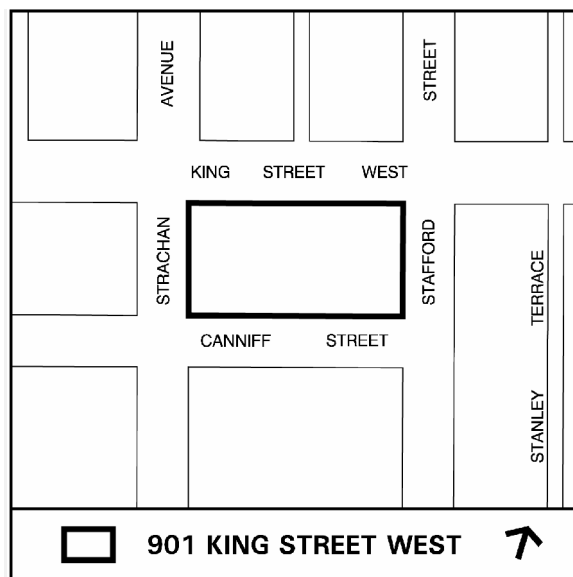 AVENUE
STREET
KING STREET WEST
STRACHAN
STAFFORD
TERRACE
CANNIFF STREET
STANLEY
901 KING STREET WEST